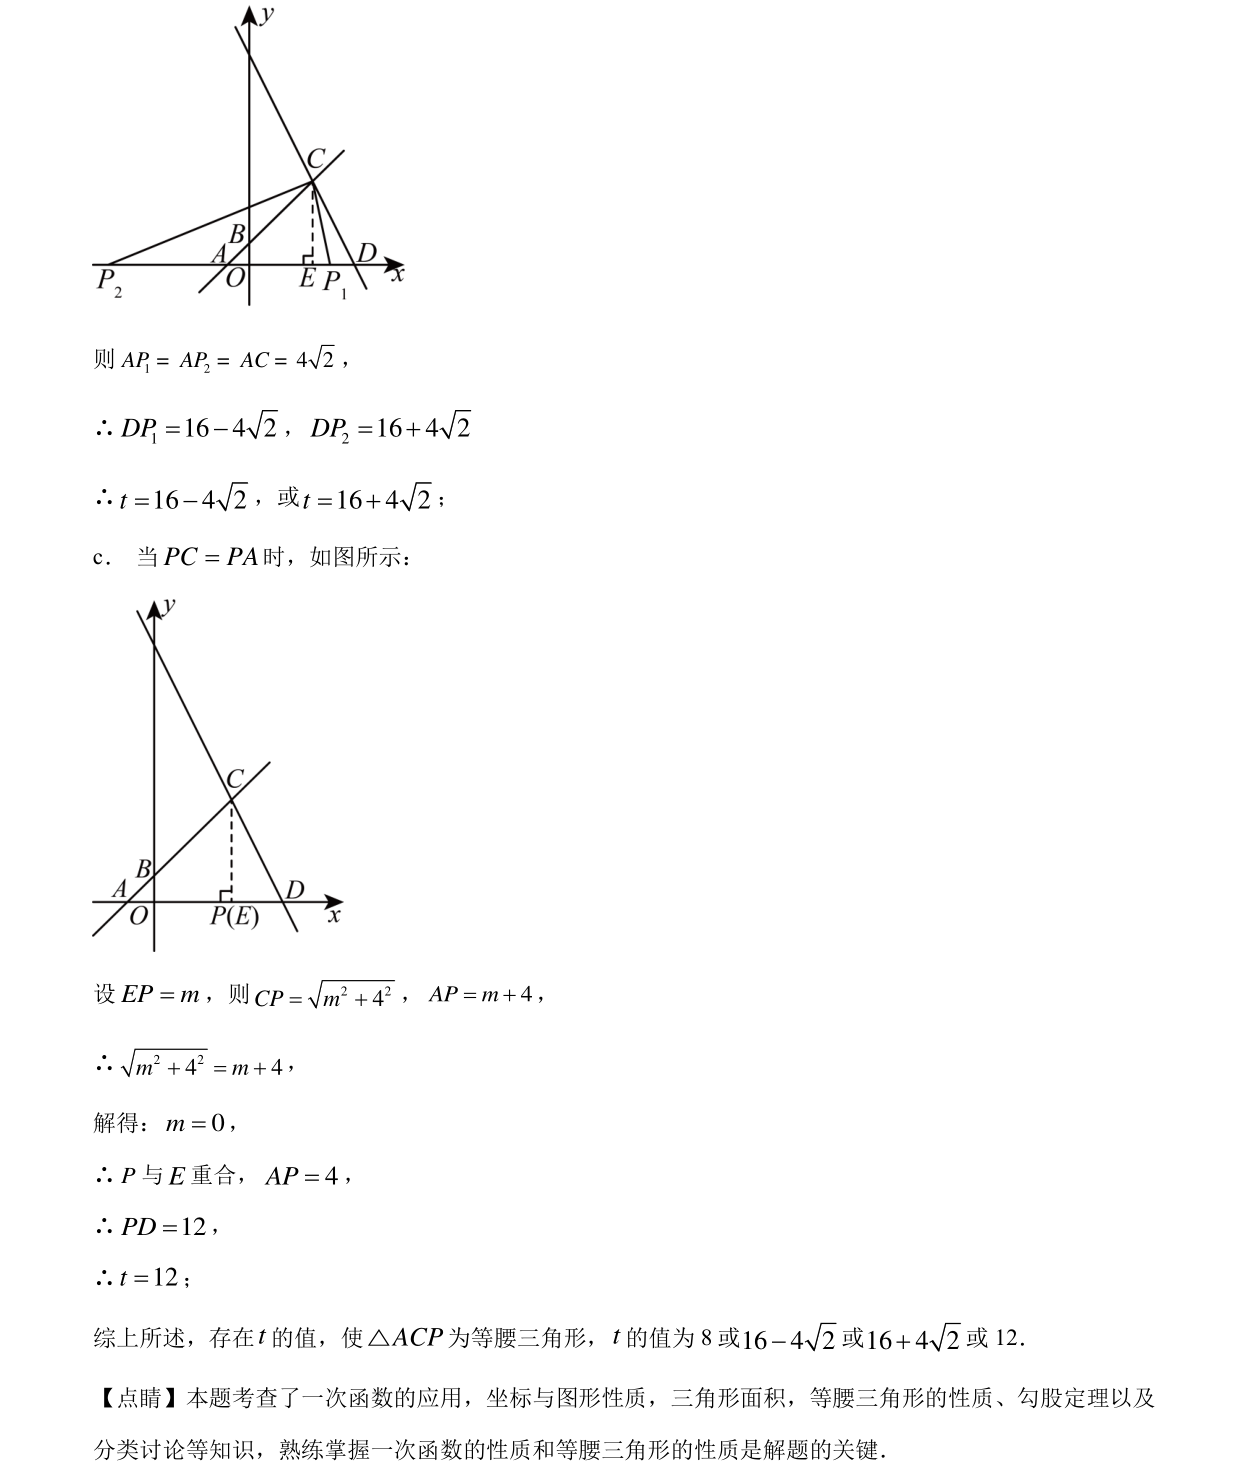 y
C
B
A
D
P₂
O
E
P₁
x
则 AP₁ = AP₂ = AC = 4√2，
∴ DP₁ = 16 − 4√2，DP₂ = 16 + 4√2
∴ t = 16 − 4√2，或 t = 16 + 4√2；
c． 当 PC = PA 时，如图所示：
y
C
B
A
D
O
P(E)
x
设 EP = m，则 CP = √(m² + 4²)，AP = m + 4，
∴ √(m² + 4²) = m + 4，
解得：m = 0，
∴ P 与 E 重合，AP = 4，
∴ PD = 12，
∴ t = 12；
综上所述，存在 t 的值，使 △ACP 为等腰三角形，t 的值为 8 或 16 − 4√2 或 16 + 4√2 或 12．
【点睛】本题考查了一次函数的应用，坐标与图形性质，三角形面积，等腰三角形的性质、勾股定理以及
分类讨论等知识，熟练掌握一次函数的性质和等腰三角形的性质是解题的关键．